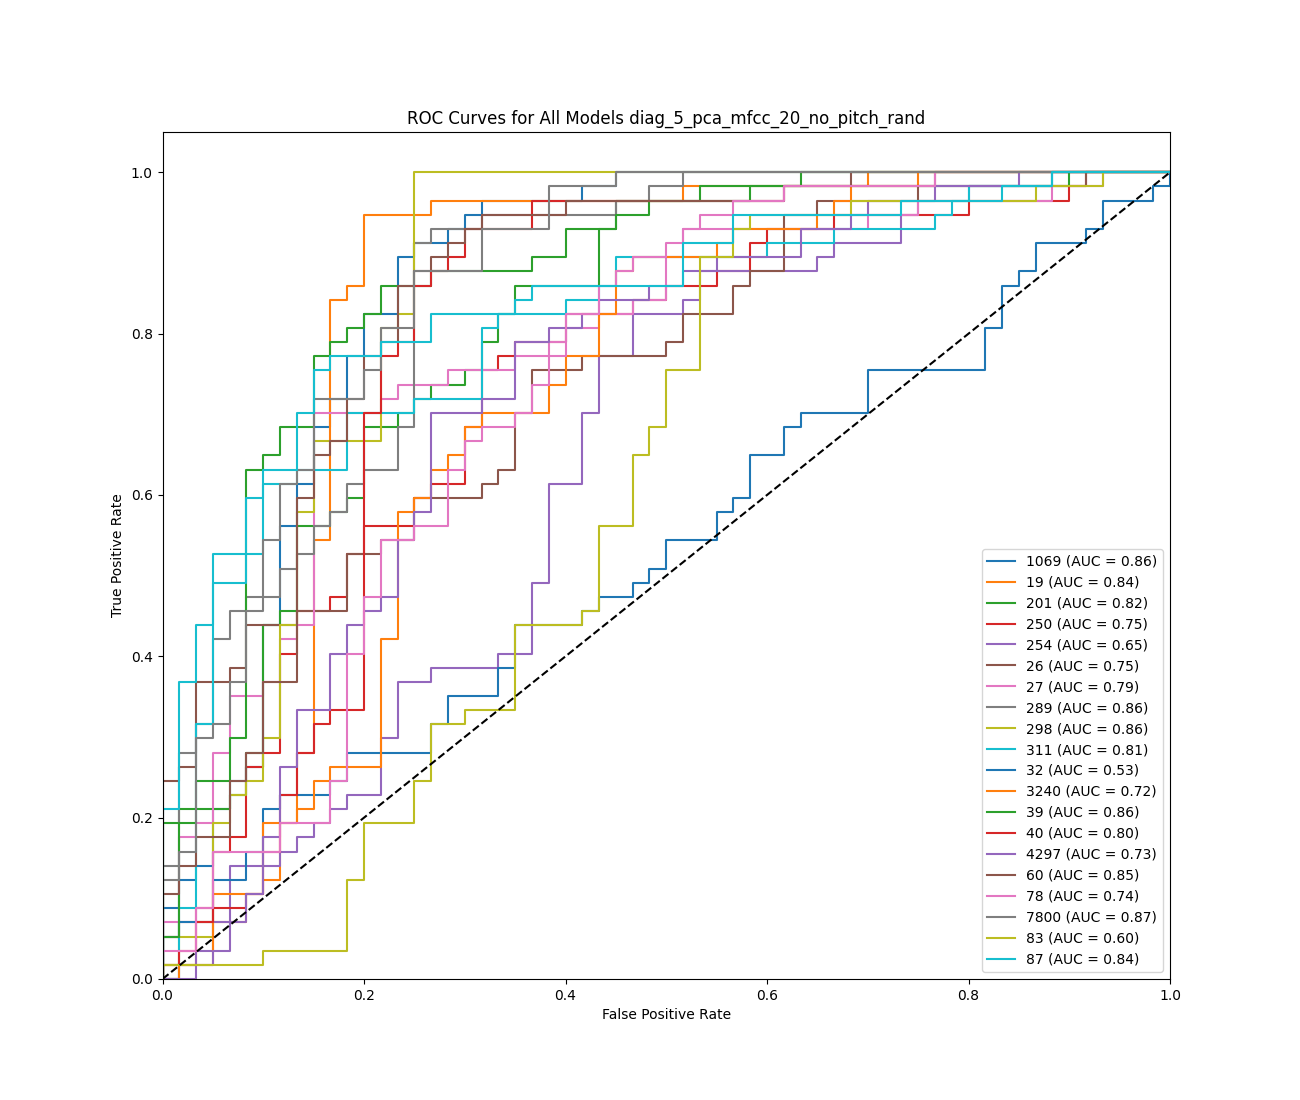 ROC Curves for All Models diag_5_pca_mfcc_20_no_pitch_rand
True Positive Rate
1.0
0.8
0.6
0.4
0.2
0.0
0.0 0.2 0.4 0.6 0.8 1.0
False Positive Rate
1069 (AUC = 0.86)
19 (AUC = 0.84)
201 (AUC = 0.82)
250 (AUC = 0.75)
254 (AUC = 0.65)
26 (AUC = 0.75)
27 (AUC = 0.79)
289 (AUC = 0.86)
298 (AUC = 0.86)
311 (AUC = 0.81)
32 (AUC = 0.53)
3240 (AUC = 0.72)
39 (AUC = 0.86)
40 (AUC = 0.80)
4297 (AUC = 0.73)
60 (AUC = 0.85)
78 (AUC = 0.74)
7800 (AUC = 0.87)
83 (AUC = 0.60)
87 (AUC = 0.84)